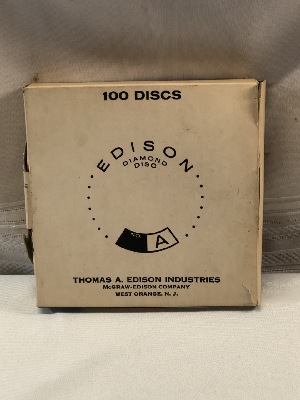 100 DISCS
EDISON
DIAMOND
DISC
A
THOMAS A. EDISON INDUSTRIES
McGRAW-EDISON COMPANY
WEST ORANGE, N. J.